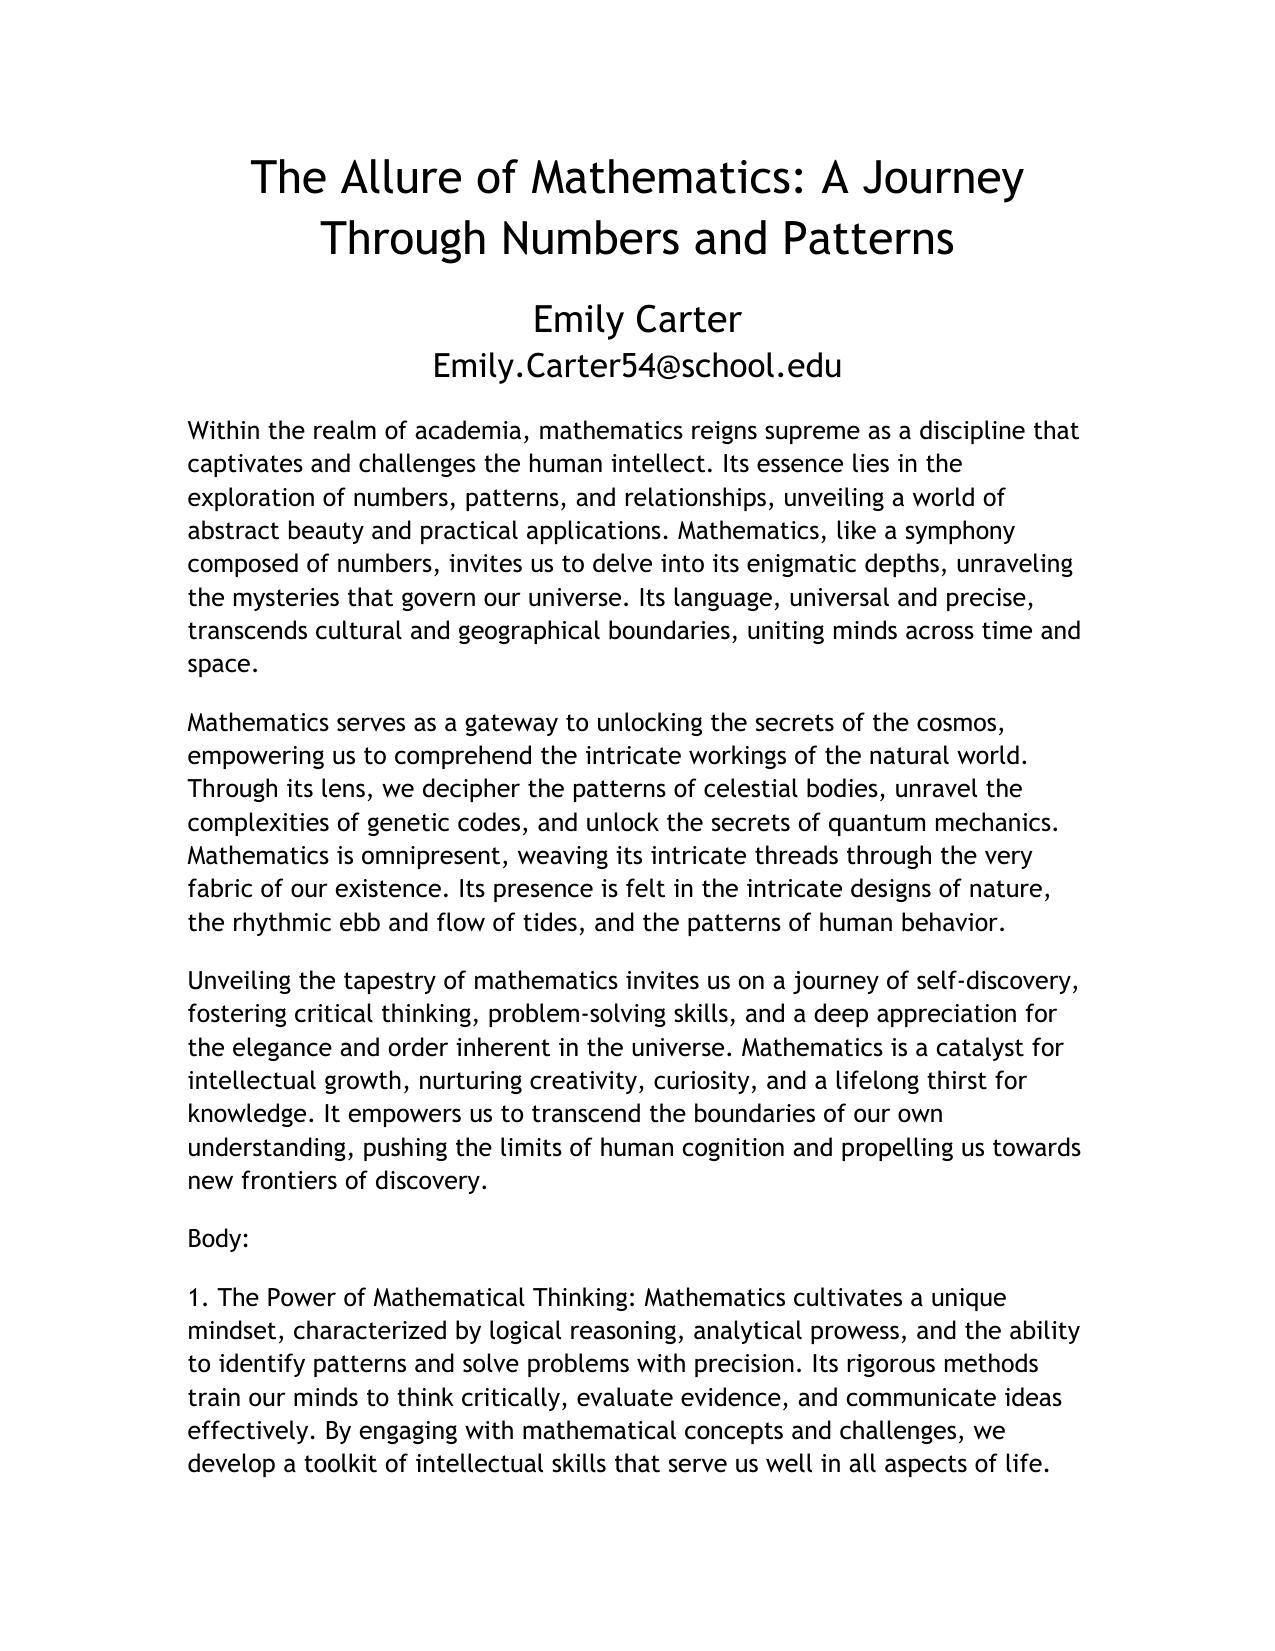 The Allure of Mathematics: A Journey
Through Numbers and Patterns
Emily Carter
Emily.Carter54@school.edu
Within the realm of academia, mathematics reigns supreme as a discipline that
captivates and challenges the human intellect. Its essence lies in the
exploration of numbers, patterns, and relationships, unveiling a world of
abstract beauty and practical applications. Mathematics, like a symphony
composed of numbers, invites us to delve into its enigmatic depths, unraveling
the mysteries that govern our universe. Its language, universal and precise,
transcends cultural and geographical boundaries, uniting minds across time and
space.
Mathematics serves as a gateway to unlocking the secrets of the cosmos,
empowering us to comprehend the intricate workings of the natural world.
Through its lens, we decipher the patterns of celestial bodies, unravel the
complexities of genetic codes, and unlock the secrets of quantum mechanics.
Mathematics is omnipresent, weaving its intricate threads through the very
fabric of our existence. Its presence is felt in the intricate designs of nature,
the rhythmic ebb and flow of tides, and the patterns of human behavior.
Unveiling the tapestry of mathematics invites us on a journey of self-discovery,
fostering critical thinking, problem-solving skills, and a deep appreciation for
the elegance and order inherent in the universe. Mathematics is a catalyst for
intellectual growth, nurturing creativity, curiosity, and a lifelong thirst for
knowledge. It empowers us to transcend the boundaries of our own
understanding, pushing the limits of human cognition and propelling us towards
new frontiers of discovery.
Body:
1. The Power of Mathematical Thinking: Mathematics cultivates a unique
mindset, characterized by logical reasoning, analytical prowess, and the ability
to identify patterns and solve problems with precision. Its rigorous methods
train our minds to think critically, evaluate evidence, and communicate ideas
effectively. By engaging with mathematical concepts and challenges, we
develop a toolkit of intellectual skills that serve us well in all aspects of life.